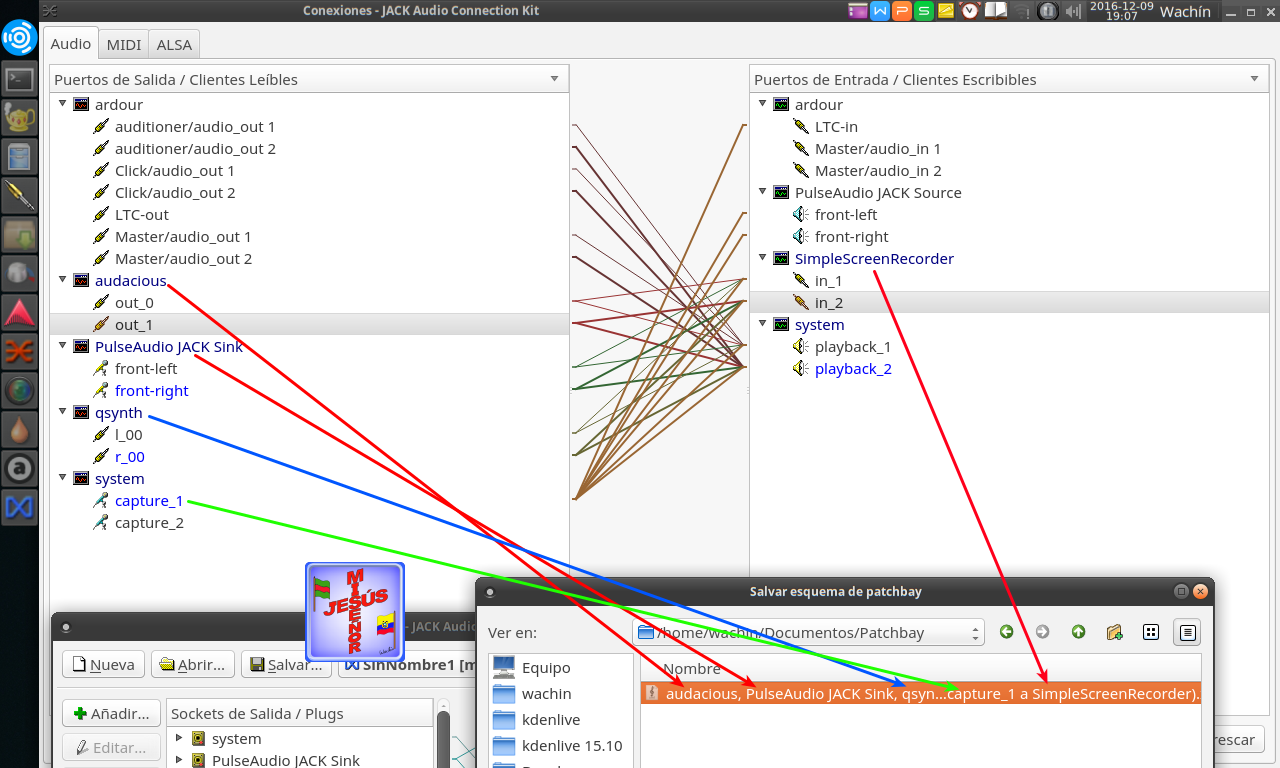 Conexiones - JACK Audio Connection Kit
2016-12-09
19:07
Wachín
Audio
MIDI
ALSA
Puertos de Salida / Clientes Leíbles
ardour
auditioner/audio_out 1
auditioner/audio_out 2
Click/audio_out 1
Click/audio_out 2
LTC-out
Master/audio_out 1
Master/audio_out 2
audacious
out_0
out_1
PulseAudio JACK Sink
front-left
front-right
qsynth
l_00
r_00
system
capture_1
capture_2
Puertos de Entrada / Clientes Escribibles
ardour
LTC-in
Master/audio_in 1
Master/audio_in 2
PulseAudio JACK Source
front-left
front-right
SimpleScreenRecorder
in_1
in_2
system
playback_1
playback_2
JESÚS
MI SEÑOR
- JACK Audio
Nueva
Abrir...
Salvar...
SinNombre1 [m
Añadir...
Editar...
Sockets de Salida / Plugs
system
PulseAudio JACK Sink
Salvar esquema de patchbay
Ver en:
/home/wachin/Documentos/Patchbay
Equipo
wachin
kdenlive
kdenlive 15.10
Nombre
audacious, PulseAudio JACK Sink, qsyn...capture_1 a SimpleScreenRecorder).
rescar